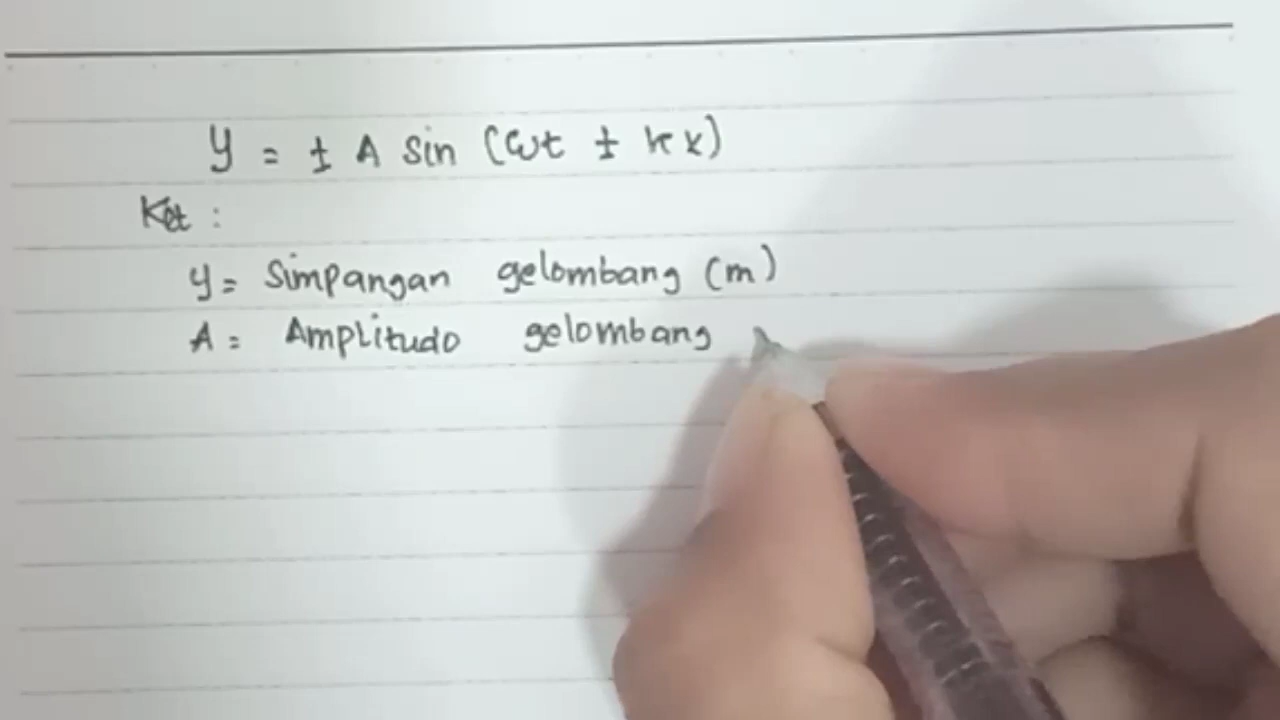 y = ± A sin (ωt ± kx)
Ket :
y = Simpangan gelombang (m)
A = Amplitudo gelombang